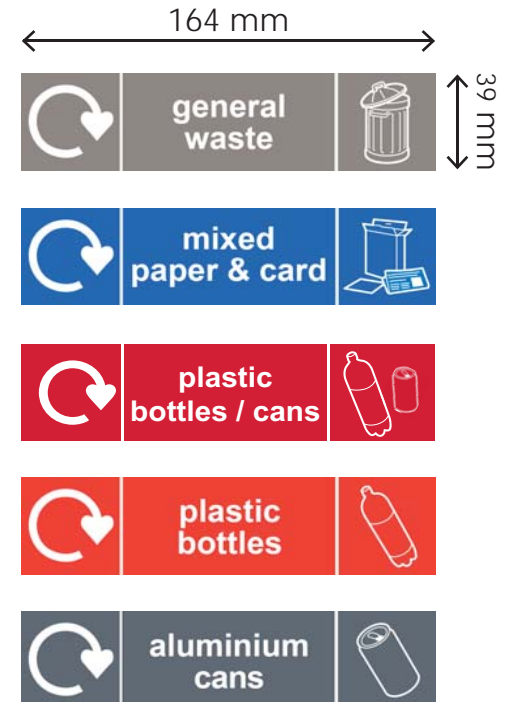 164 mm
39 mm
general
waste
mixed
paper & card
plastic
bottles / cans
plastic
bottles
aluminium
cans